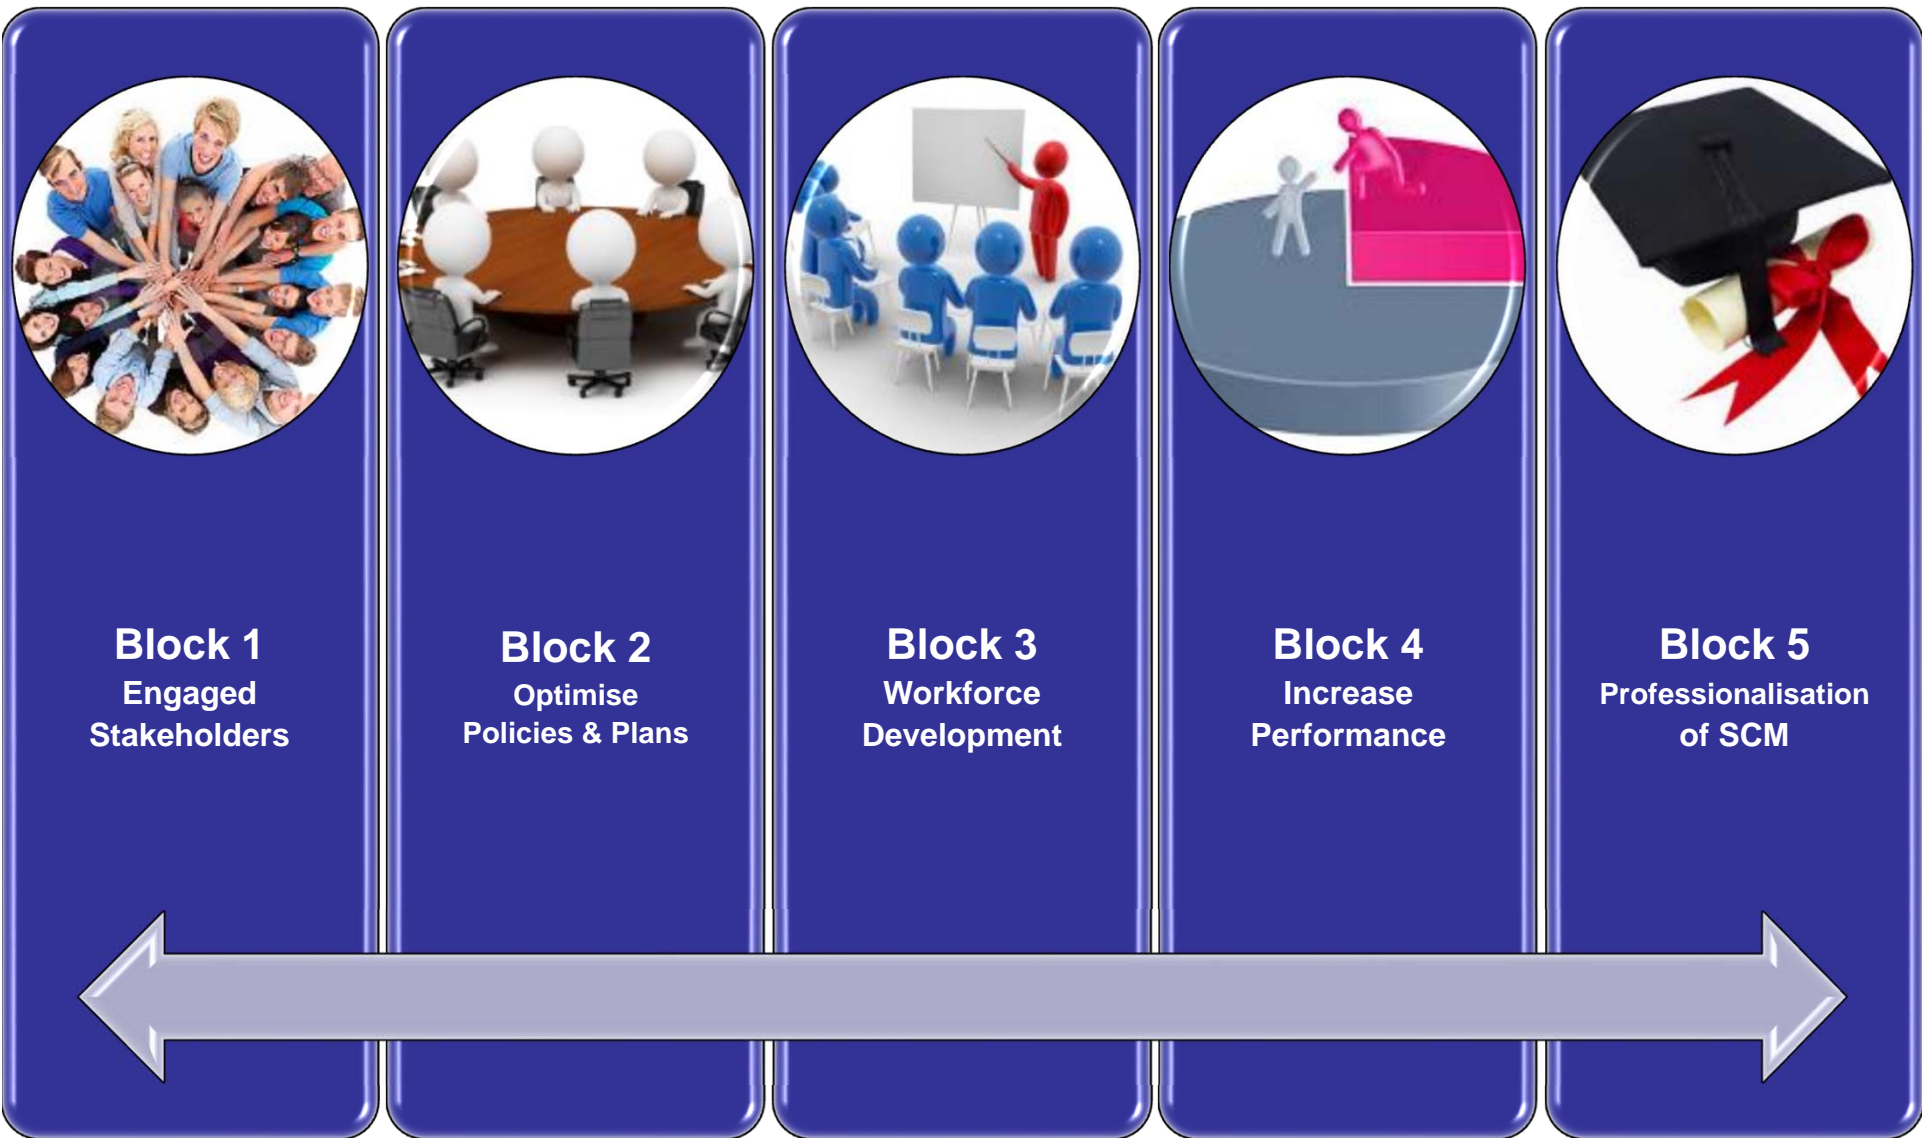 Block 1
Engaged
Stakeholders
Block 2
Optimise
Policies & Plans
Block 3
Workforce
Development
Block 4
Increase
Performance
Block 5
Professionalisation
of SCM